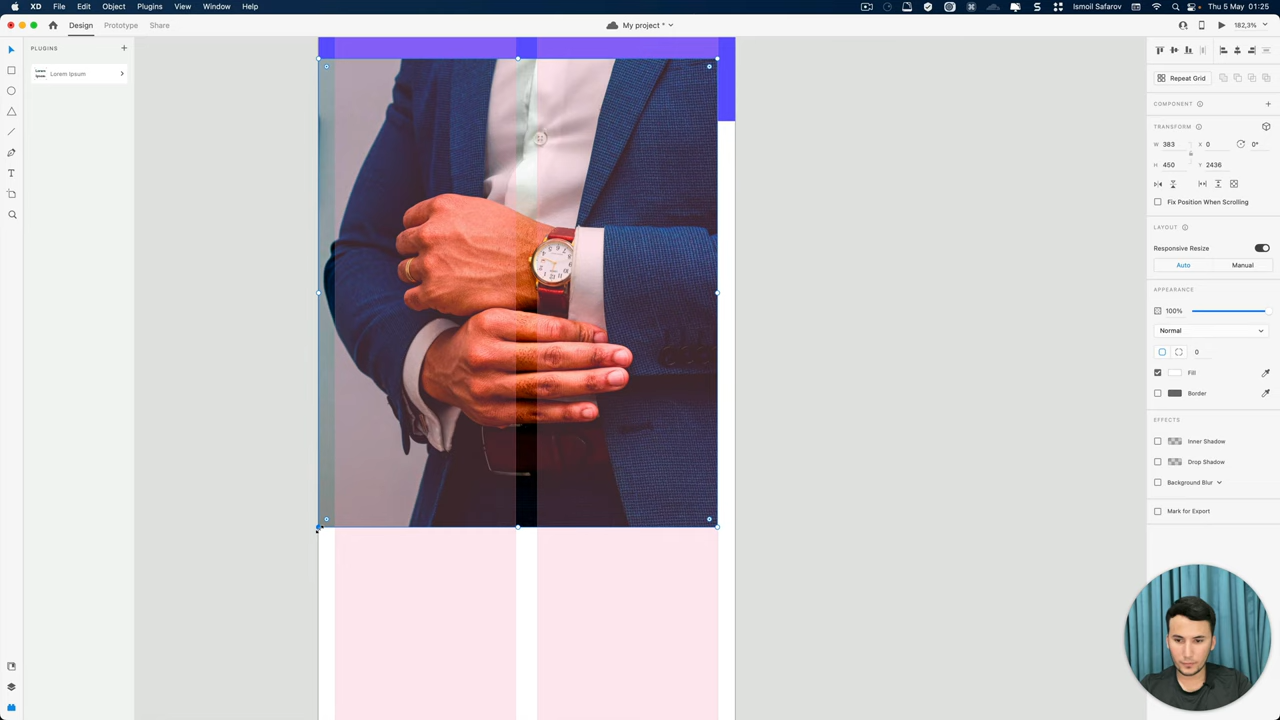 XD File Edit Object Plugins View Window Help
Ismoil Safarov Thu 5 May 01:25
Design Prototype Share
My project *
182,3%
PLUGINS
Lorem Ipsum
Lorem Ipsum
Repeat Grid
COMPONENT
TRANSFORM
W 383 X 0 0°
H 450 Y 2436
Fix Position When Scrolling
LAYOUT
Responsive Resize
Auto Manual
APPEARANCE
100%
Normal
0
Fill
Border
EFFECTS
Inner Shadow
Drop Shadow
Background Blur
Mark for Export